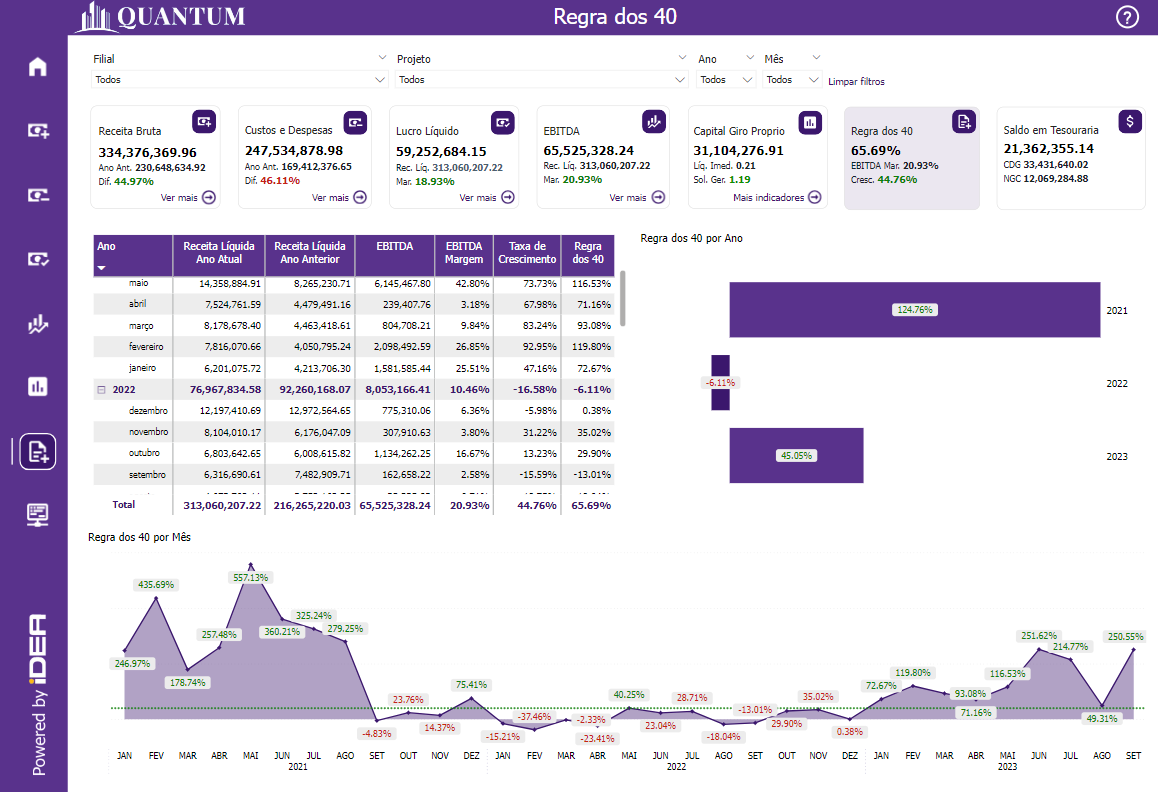 QUANTUM
Regra dos 40
?
Filial
Projeto
Ano
Mês
Todos
Todos
Todos
Todos
Limpar filtros
Receita Bruta
334,376,369.96
Ano Ant. 230,648,634.92
Dif. 44.97%
Ver mais
Custos e Despesas
247,534,878.98
Ano Ant. 169,412,376.65
Dif. 46.11%
Ver mais
Lucro Líquido
59,252,684.15
Rec. Líq. 313,060,207.22
Mar. 18.93%
Ver mais
EBITDA
65,525,328.24
Rec. Líq. 313,060,207.22
Mar. 20.93%
Ver mais
Capital Giro Proprio
31,104,276.91
Líq. Imed. 0.21
Sol. Ger. 1.19
Mais indicadores
Regra dos 40
65.69%
EBITDA Mar. 20.93%
Cresc. 44.76%
$
Saldo em Tesouraria
21,362,355.14
CDG 33,431,640.02
NGC 12,069,284.88
Ano Receita Líquida Ano Atual Receita Líquida Ano Anterior EBITDA EBITDA Margem Taxa de Crescimento Regra dos 40
maio 14,358,884.91 8,265,230.71 6,145,467.80 42.80% 73.73% 116.53%
abril 7,524,761.59 4,479,491.16 239,407.76 3.18% 67.98% 71.16%
março 8,178,678.40 4,463,418.61 804,708.21 9.84% 83.24% 93.08%
fevereiro 7,816,070.66 4,050,795.24 2,098,492.59 26.85% 92.95% 119.80%
janeiro 6,201,075.72 4,213,706.30 1,581,585.44 25.51% 47.16% 72.67%
2022 76,967,834.58 92,260,168.07 8,053,166.41 10.46% -16.58% -6.11%
dezembro 12,197,410.69 12,972,564.65 775,310.06 6.36% -5.98% 0.38%
novembro 8,104,010.17 6,176,047.09 307,910.63 3.80% 31.22% 35.02%
outubro 6,803,642.65 6,008,615.82 1,134,262.25 16.67% 13.23% 29.90%
setembro 6,316,690.61 7,482,909.71 162,658.22 2.58% -15.59% -13.01%
Total 313,060,207.22 216,265,220.03 65,525,328.24 20.93% 44.76% 65.69%
Regra dos 40 por Ano
124.76% 2021
-6.11% 2022
45.05% 2023
Regra dos 40 por Mês
246.97%
435.69%
178.74%
257.48%
557.13%
360.21%
325.24%
279.25%
-4.83%
23.76%
14.37%
75.41%
-15.21%
-37.46%
-2.33%
-23.41%
40.25%
23.04%
28.71%
-18.04%
-13.01%
29.90%
35.02%
0.38%
72.67%
119.80%
93.08%
71.16%
116.53%
251.62%
214.77%
49.31%
250.55%
JAN FEV MAR ABR MAI JUN JUL AGO SET OUT NOV DEZ JAN FEV MAR ABR MAI JUN JUL AGO SET OUT NOV DEZ JAN FEV MAR ABR MAI JUN JUL AGO SET
2021 2022 2023
Powered by iDEA